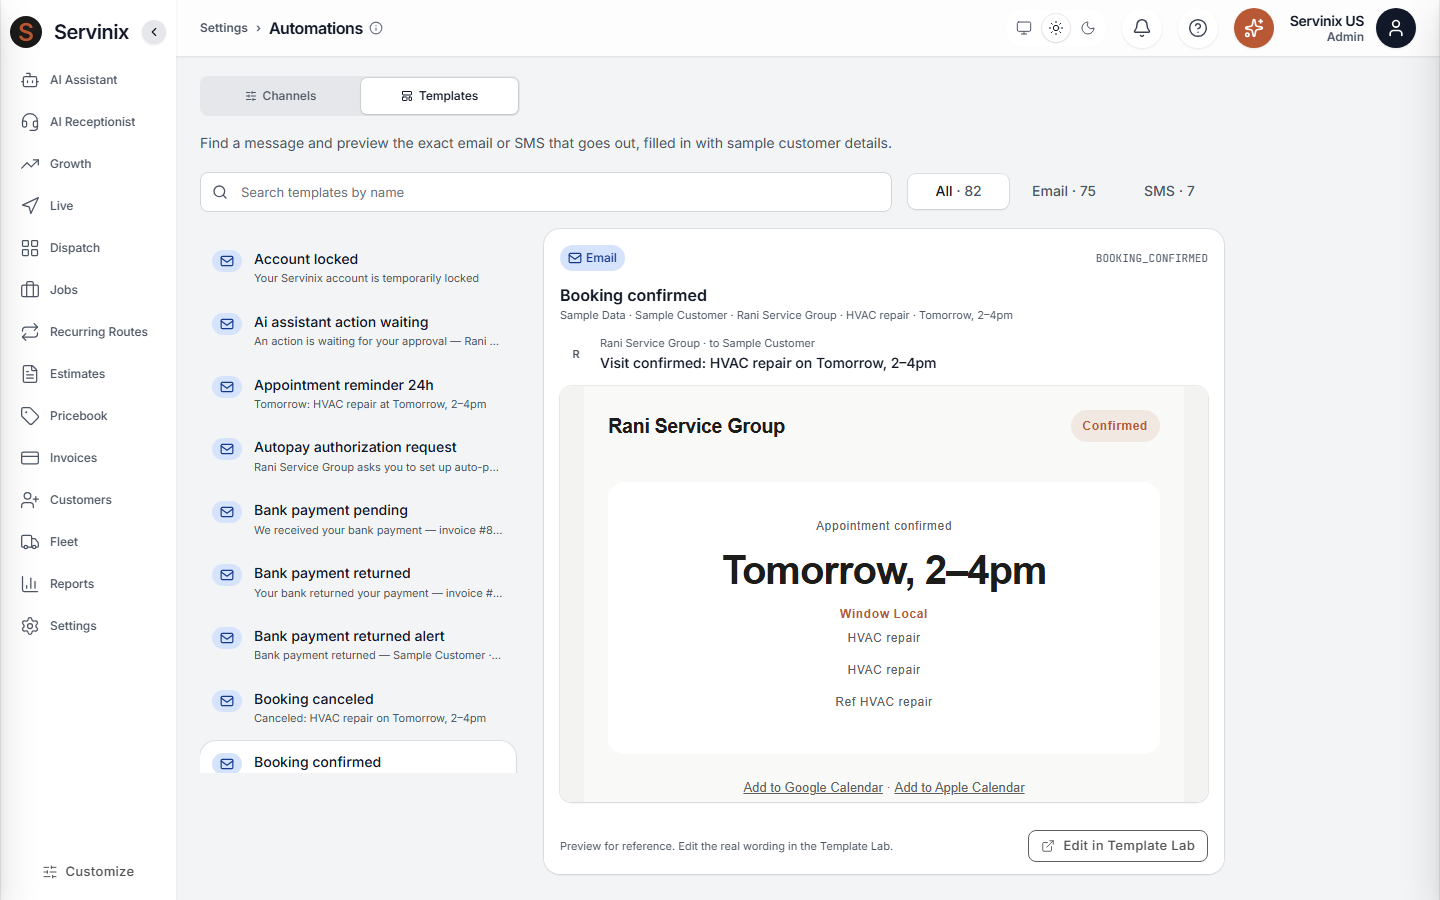 Servinix
Settings › Automations
Servinix US
Admin
AI Assistant
AI Receptionist
Growth
Live
Dispatch
Jobs
Recurring Routes
Estimates
Pricebook
Invoices
Customers
Fleet
Reports
Settings
Customize
Channels
Templates
Find a message and preview the exact email or SMS that goes out, filled in with sample customer details.
Search templates by name
All · 82
Email · 75
SMS · 7
Account locked
Your Servinix account is temporarily locked
Ai assistant action waiting
An action is waiting for your approval — Rani ...
Appointment reminder 24h
Tomorrow: HVAC repair at Tomorrow, 2–4pm
Autopay authorization request
Rani Service Group asks you to set up auto-p...
Bank payment pending
We received your bank payment — invoice #8...
Bank payment returned
Your bank returned your payment — invoice #...
Bank payment returned alert
Bank payment returned — Sample Customer ·...
Booking canceled
Canceled: HVAC repair on Tomorrow, 2–4pm
Booking confirmed
Email
BOOKING_CONFIRMED
Booking confirmed
Sample Data · Sample Customer · Rani Service Group · HVAC repair · Tomorrow, 2–4pm
R
Rani Service Group · to Sample Customer
Visit confirmed: HVAC repair on Tomorrow, 2–4pm
Rani Service Group
Confirmed
Appointment confirmed
Tomorrow, 2–4pm
Window Local
HVAC repair
HVAC repair
Ref HVAC repair
Add to Google Calendar · Add to Apple Calendar
Preview for reference. Edit the real wording in the Template Lab.
Edit in Template Lab